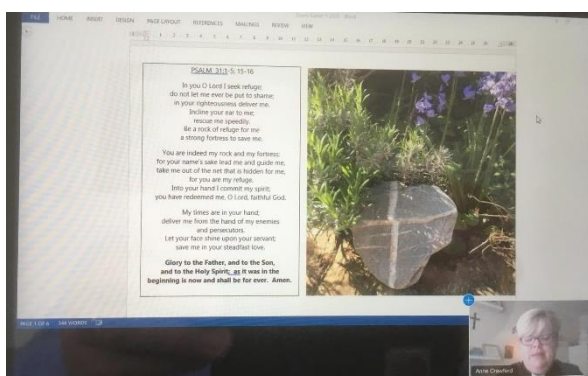 FILE HOME INSERT DESIGN PAGE LAYOUT REFERENCES MAILINGS REVIEW VIEW
PSALM 31:1-5; 15-16
In you O Lord I seek refuge;
do not let me ever be put to shame;
in your righteousness deliver me.
Incline your ear to me;
rescue me speedily.
Be a rock of refuge for me
a strong fortress to save me.
You are indeed my rock and my fortress;
for your name's sake lead me and guide me,
take me out of the net that is hidden for me,
for you are my refuge.
Into your hand I commit my spirit;
you have redeemed me, O Lord, faithful God.
My times are in your hand;
deliver me from the hand of my enemies
and persecutors.
Let your face shine upon your servant;
save me in your steadfast love.
Glory to the Father, and to the Son,
and to the Holy Spirit; as it was in the
beginning is now and shall be for ever. Amen.
PAGE 1 OF 6 WORDS
Anne Crawford